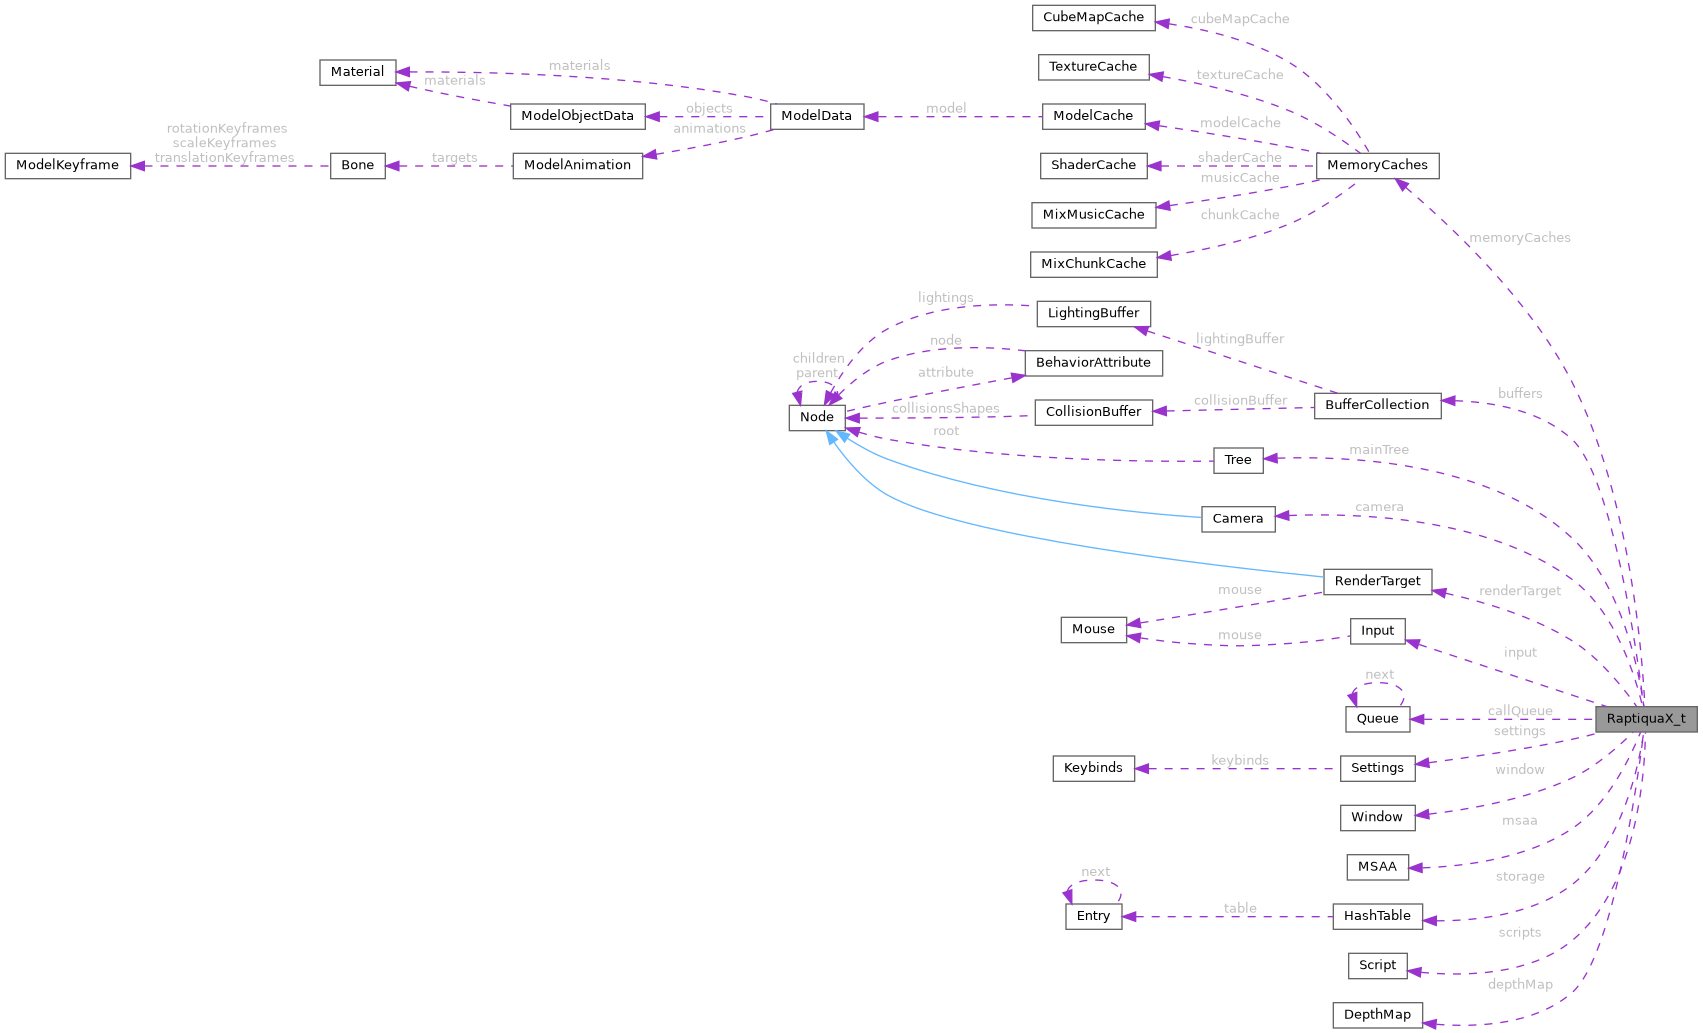 CubeMapCache
cubeMapCache
TextureCache
textureCache
Material
materials
materials
ModelObjectData
objects
ModelData
model
ModelCache
modelCache
animations
rotationKeyframes
scaleKeyframes
translationKeyframes
ModelKeyframe
Bone
targets
ModelAnimation
ShaderCache
shaderCache
MemoryCaches
musicCache
MixMusicCache
chunkCache
MixChunkCache
memoryCaches
lightings
LightingBuffer
lightingBuffer
node
BehaviorAttribute
children
parent
attribute
buffers
Node
collisionsShapes
CollisionBuffer
collisionBuffer
BufferCollection
root
Tree
mainTree
Camera
camera
RenderTarget
renderTarget
mouse
Mouse
mouse
Input
input
next
Queue
callQueue
RaptiquaX_t
settings
Keybinds
keybinds
Settings
window
Window
msaa
MSAA
next
storage
Entry
table
HashTable
scripts
Script
depthMap
DepthMap